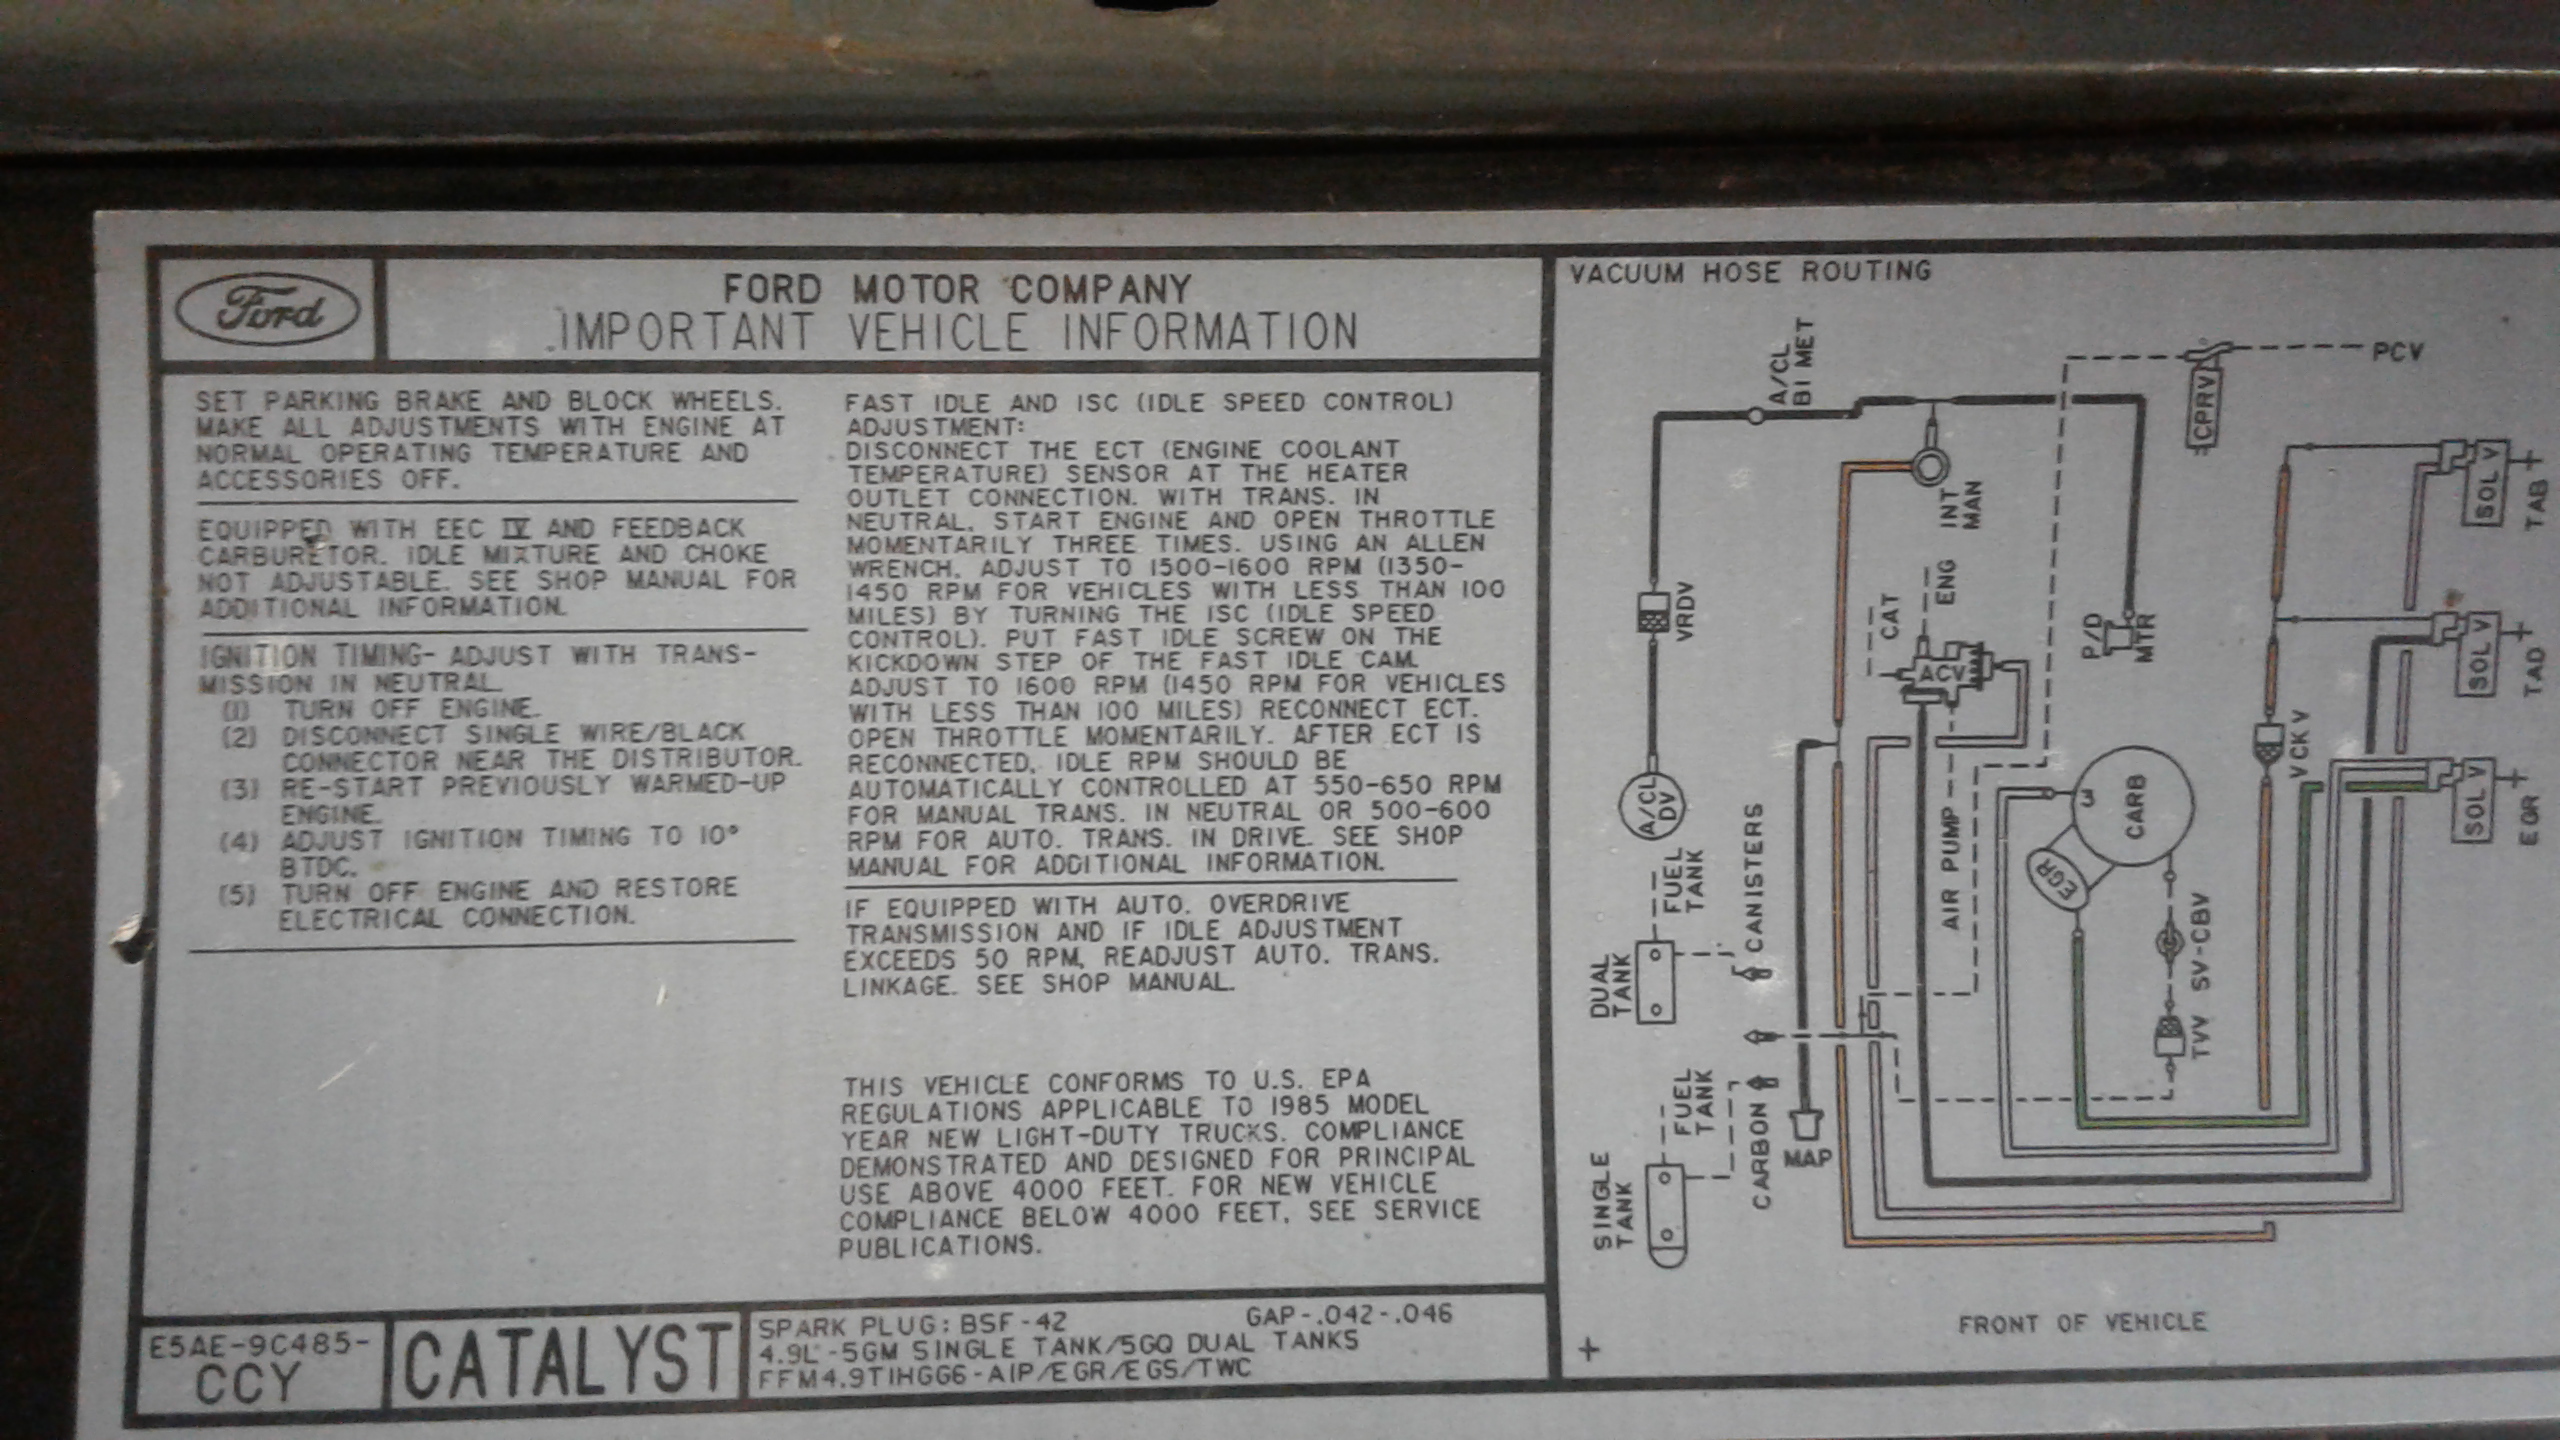 Ford
FORD MOTOR COMPANY
IMPORTANT VEHICLE INFORMATION
SET PARKING BRAKE AND BLOCK WHEELS.
MAKE ALL ADJUSTMENTS WITH ENGINE AT
NORMAL OPERATING TEMPERATURE AND
ACCESSORIES OFF.
EQUIPPED WITH EEC IV AND FEEDBACK
CARBURETOR. IDLE MIXTURE AND CHOKE
NOT ADJUSTABLE. SEE SHOP MANUAL FOR
ADDITIONAL INFORMATION.
IGNITION TIMING- ADJUST WITH TRANS-
MISSION IN NEUTRAL.
(1) TURN OFF ENGINE.
(2) DISCONNECT SINGLE WIRE/BLACK
CONNECTOR NEAR THE DISTRIBUTOR.
(3) RE-START PREVIOUSLY WARMED-UP
ENGINE.
(4) ADJUST IGNITION TIMING TO 10°
BTDC.
(5) TURN OFF ENGINE AND RESTORE
ELECTRICAL CONNECTION.
FAST IDLE AND ISC (IDLE SPEED CONTROL)
ADJUSTMENT:
DISCONNECT THE ECT (ENGINE COOLANT
TEMPERATURE) SENSOR AT THE HEATER
OUTLET CONNECTION. WITH TRANS. IN
NEUTRAL, START ENGINE AND OPEN THROTTLE
MOMENTARILY THREE TIMES. USING AN ALLEN
WRENCH, ADJUST TO 1500-1600 RPM (1350-
1450 RPM FOR VEHICLES WITH LESS THAN 100
MILES) BY TURNING THE ISC (IDLE SPEED
CONTROL). PUT FAST IDLE SCREW ON THE
KICKDOWN STEP OF THE FAST IDLE CAM.
ADJUST TO 1600 RPM (1450 RPM FOR VEHICLES
WITH LESS THAN 100 MILES) RECONNECT ECT.
OPEN THROTTLE MOMENTARILY. AFTER ECT IS
RECONNECTED, IDLE RPM SHOULD BE
AUTOMATICALLY CONTROLLED AT 550-650 RPM
FOR MANUAL TRANS. IN NEUTRAL OR 500-600
RPM FOR AUTO. TRANS. IN DRIVE. SEE SHOP
MANUAL FOR ADDITIONAL INFORMATION.
IF EQUIPPED WITH AUTO. OVERDRIVE
TRANSMISSION AND IF IDLE ADJUSTMENT
EXCEEDS 50 RPM, READJUST AUTO. TRANS.
LINKAGE. SEE SHOP MANUAL.
THIS VEHICLE CONFORMS TO U.S. EPA
REGULATIONS APPLICABLE TO 1985 MODEL
YEAR NEW LIGHT-DUTY TRUCKS. COMPLIANCE
DEMONSTRATED AND DESIGNED FOR PRINCIPAL
USE ABOVE 4000 FEET. FOR NEW VEHICLE
COMPLIANCE BELOW 4000 FEET, SEE SERVICE
PUBLICATIONS.
E5AE-9C485-
CCY
CATALYST
SPARK PLUG: BSF-42 GAP-.042-.046
4.9L-5GM SINGLE TANK/5GQ DUAL TANKS
FFM4.9T1HGG6-AIP/EGR/EGS/TWC
VACUUM HOSE ROUTING
A/CL
BI MET
PCV
CPRV
INT
MAN
SOL V
TAB
VRDV
CAT
ENG
ACV
P/D
MTR
SOL V
TAD
VCK V
A/CL
DV
AIR PUMP
3
CARB
EGR
SOL V
EGR
FUEL
TANK
DUAL
TANK
CANISTERS
SV-CBV
TVV
FUEL
TANK
SINGLE
TANK
CARBON
MAP
FRONT OF VEHICLE